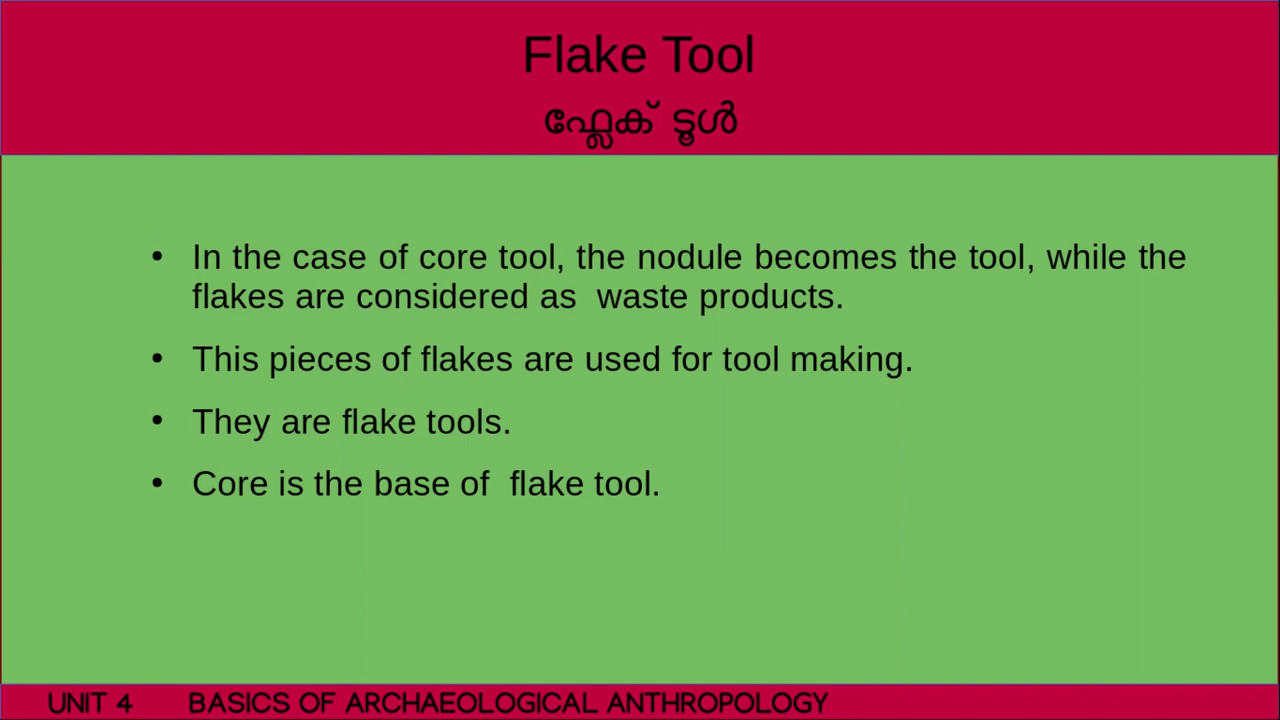 Flake Tool
ഫ്ലേക് ടൂൾ
• In the case of core tool, the nodule becomes the tool, while the
flakes are considered as  waste products.
• This pieces of flakes are used for tool making.
• They are flake tools.
• Core is the base of  flake tool.
UNIT 4 BASICS OF ARCHAEOLOGICAL ANTHROPOLOGY